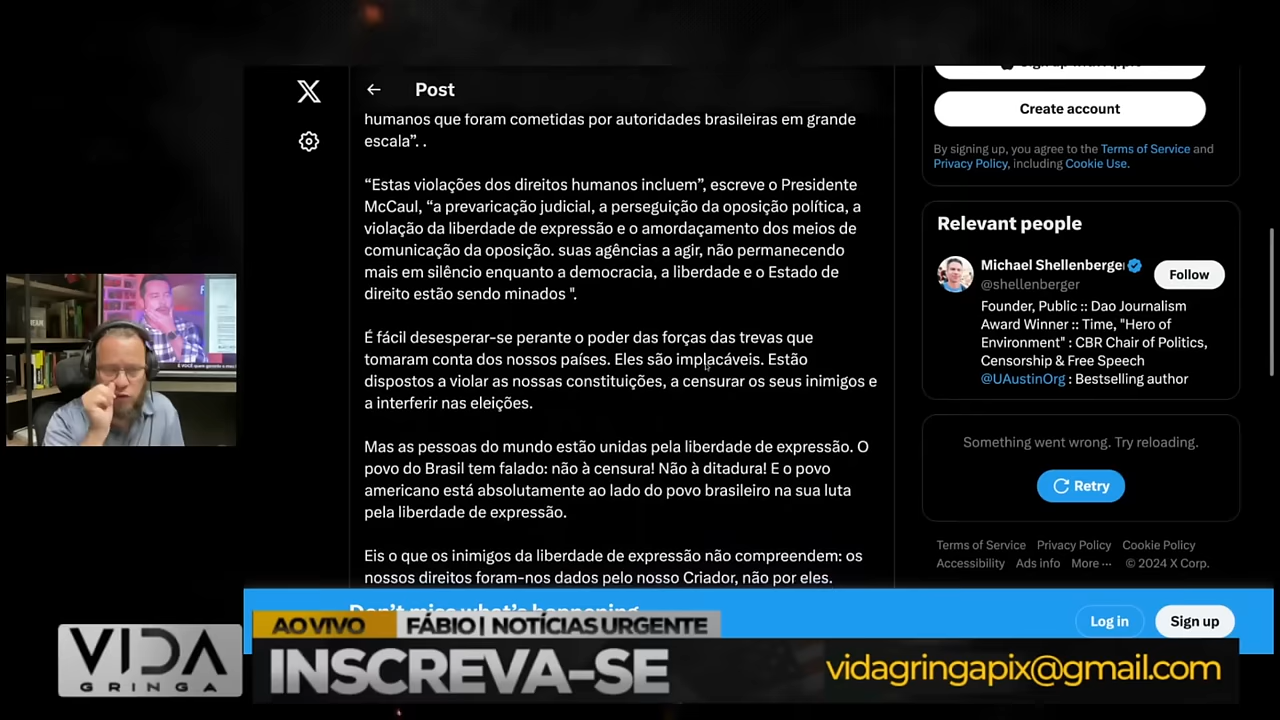 Post
humanos que foram cometidas por autoridades brasileiras em grande
escala”. .
“Estas violações dos direitos humanos incluem”, escreve o Presidente
McCaul, “a prevaricação judicial, a perseguição da oposição política, a
violação da liberdade de expressão e o amordaçamento dos meios de
comunicação da oposição. suas agências a agir, não permanecendo
mais em silêncio enquanto a democracia, a liberdade e o Estado de
direito estão sendo minados ".
É fácil desesperar-se perante o poder das forças das trevas que
tomaram conta dos nossos países. Eles são implacáveis. Estão
dispostos a violar as nossas constituições, a censurar os seus inimigos e
a interferir nas eleições.
Mas as pessoas do mundo estão unidas pela liberdade de expressão. O
povo do Brasil tem falado: não à censura! Não à ditadura! E o povo
americano está absolutamente ao lado do povo brasileiro na sua luta
pela liberdade de expressão.
Eis o que os inimigos da liberdade de expressão não compreendem: os
nossos direitos foram-nos dados pelo nosso Criador, não por eles.
Sign up with Apple
Create account
By signing up, you agree to the Terms of Service and
Privacy Policy, including Cookie Use.
Relevant people
Michael Shellenberger
@shellenberger
Follow
Founder, Public :: Dao Journalism
Award Winner :: Time, "Hero of
Environment" : CBR Chair of Politics,
Censorship & Free Speech
@UAustinOrg : Bestselling author
Something went wrong. Try reloading.
Retry
Terms of Service Privacy Policy Cookie Policy
Accessibility Ads info More ··· © 2024 X Corp.
Don't miss what's happening
Log in
Sign up
AO VIVO
FÁBIO | NOTÍCIAS URGENTE
VIDA
GRINGA
INSCREVA-SE
vidagringapix@gmail.com